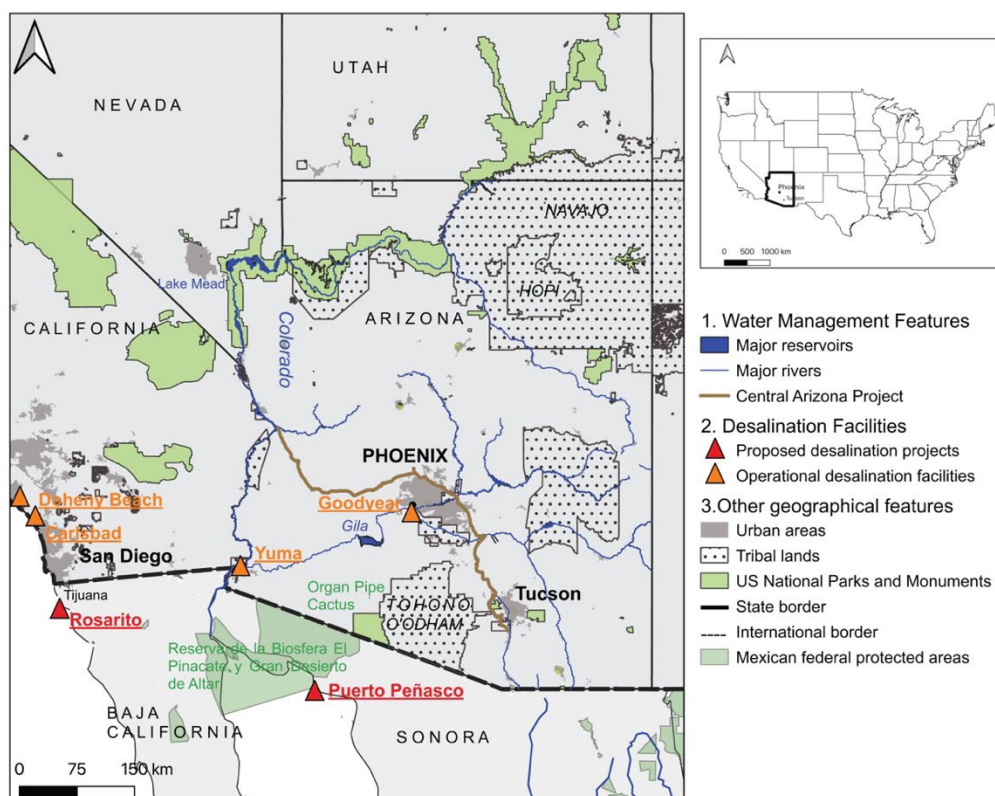 UTAH
NEVADA
NAVAJO
HOPI
Lake Mead
CALIFORNIA
ARIZONA
Colorado
PHOENIX
Doheny Beach
Goodyear
Carlsbad
Gila
San Diego
Yuma
Tijuana
Organ Pipe
Cactus
TOHONO
O'ODHAM
Tucson
Rosarito
Reserva de la Biosfera El
Pinacate y Gran Desierto
de Altar
Puerto Peñasco
BAJA
CALIFORNIA
SONORA
0 75 150 km
Phoenix
Tucson
0 500 1000 km
1. Water Management Features
Major reservoirs
Major rivers
Central Arizona Project
2. Desalination Facilities
Proposed desalination projects
Operational desalination facilities
3.Other geographical features
Urban areas
Tribal lands
US National Parks and Monuments
State border
International border
Mexican federal protected areas